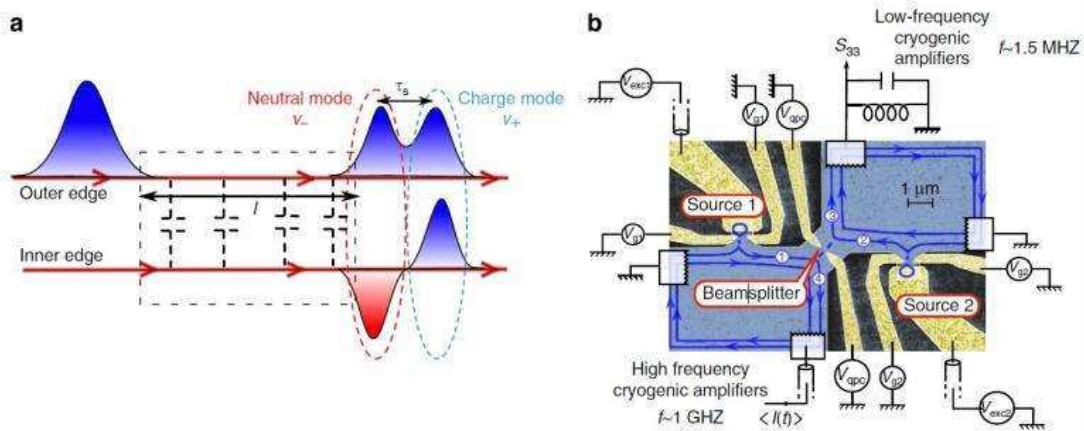 a
Neutral mode
v₋
τs
Charge mode
v₊
Outer edge
l
Inner edge
b
Low-frequency
cryogenic
amplifiers
f~1.5 MHZ
S33
Vexc1
Vg1
Vqpc
1 μm
Source 1
3
2
Vg1
1
4
Beamsplitter
Source 2
Vg2
High frequency
cryogenic amplifiers
f~1 GHZ
< I(t) >
Vqpc
Vg2
Vexc2